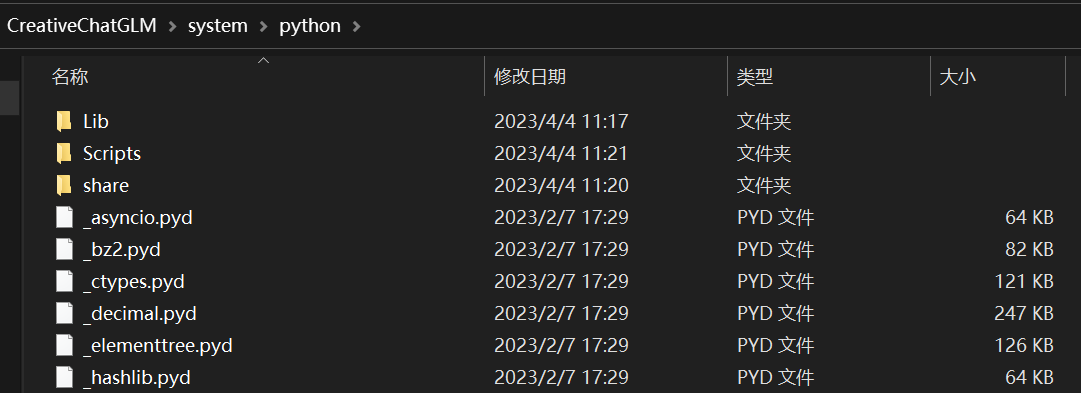 CreativeChatGLM > system > python >
名称 修改日期 类型 大小
Lib 2023/4/4 11:17 文件夹
Scripts 2023/4/4 11:21 文件夹
share 2023/4/4 11:20 文件夹
_asyncio.pyd 2023/2/7 17:29 PYD 文件 64 KB
_bz2.pyd 2023/2/7 17:29 PYD 文件 82 KB
_ctypes.pyd 2023/2/7 17:29 PYD 文件 121 KB
_decimal.pyd 2023/2/7 17:29 PYD 文件 247 KB
_elementtree.pyd 2023/2/7 17:29 PYD 文件 126 KB
_hashlib.pyd 2023/2/7 17:29 PYD 文件 64 KB